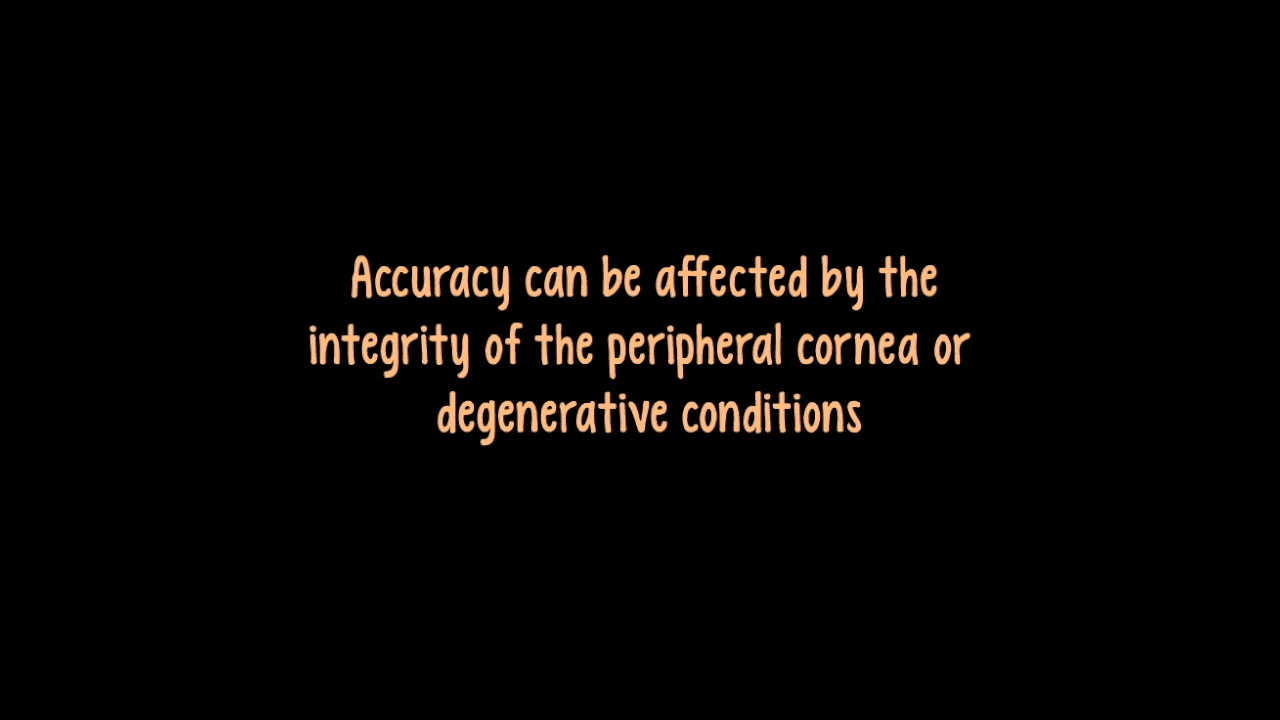 Accuracy can be affected by the
integrity of the peripheral cornea or
degenerative conditions